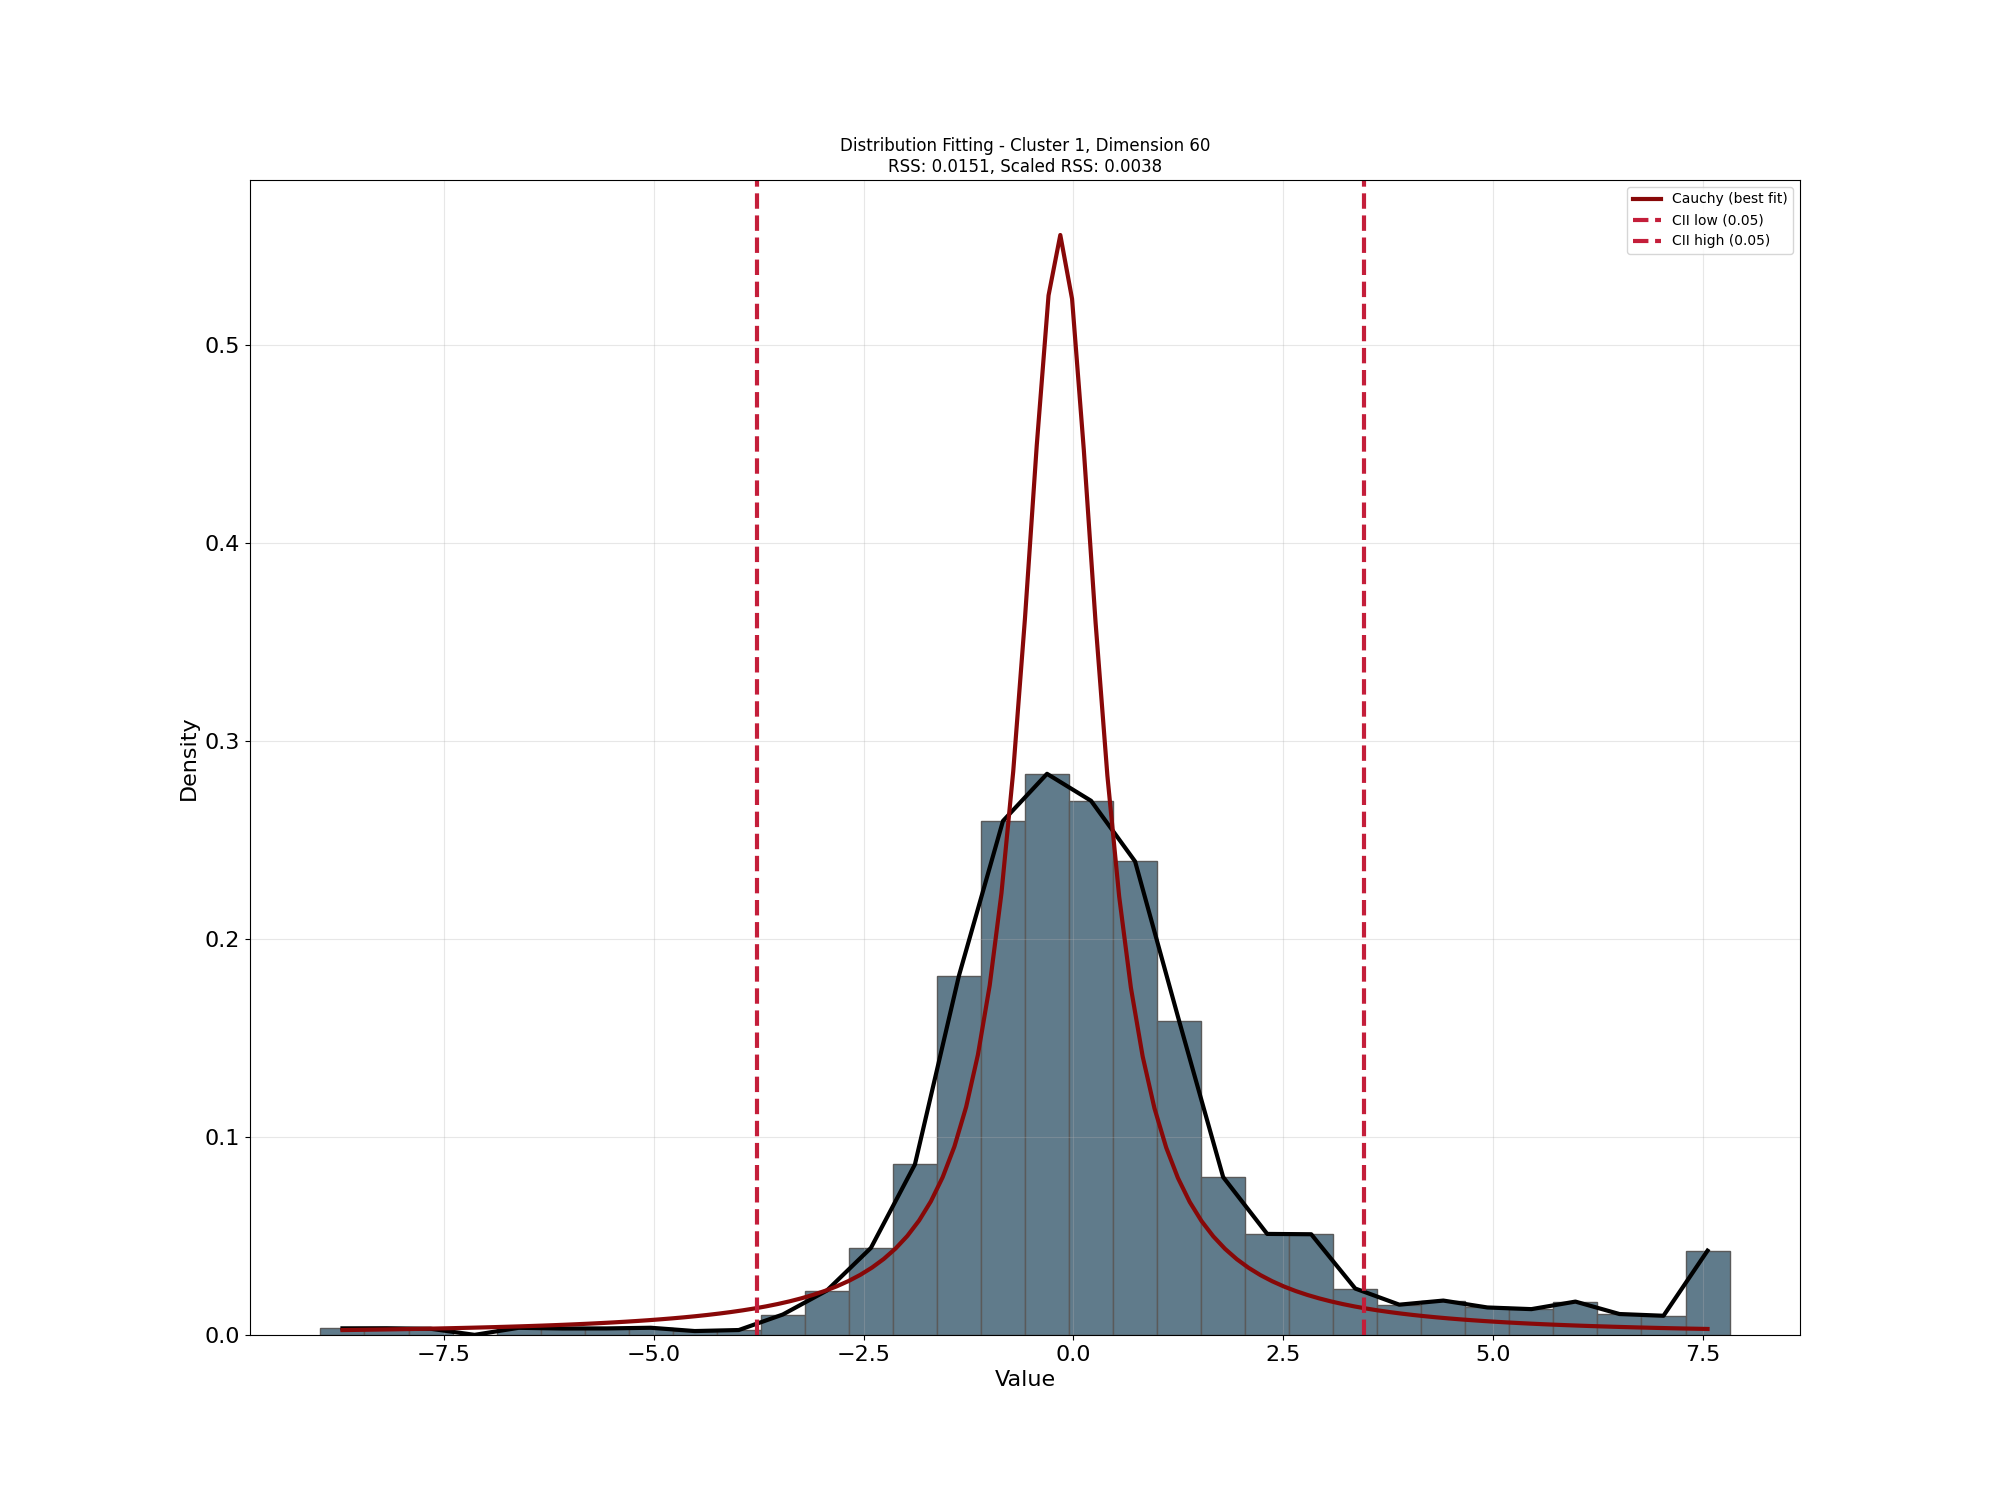 Distribution Fitting - Cluster 1, Dimension 60
RSS: 0.0151, Scaled RSS: 0.0038
Cauchy (best fit)
CII low (0.05)
CII high (0.05)
Density
0.5
0.4
0.3
0.2
0.1
0.0
−7.5 −5.0 −2.5 0.0 2.5 5.0 7.5
Value